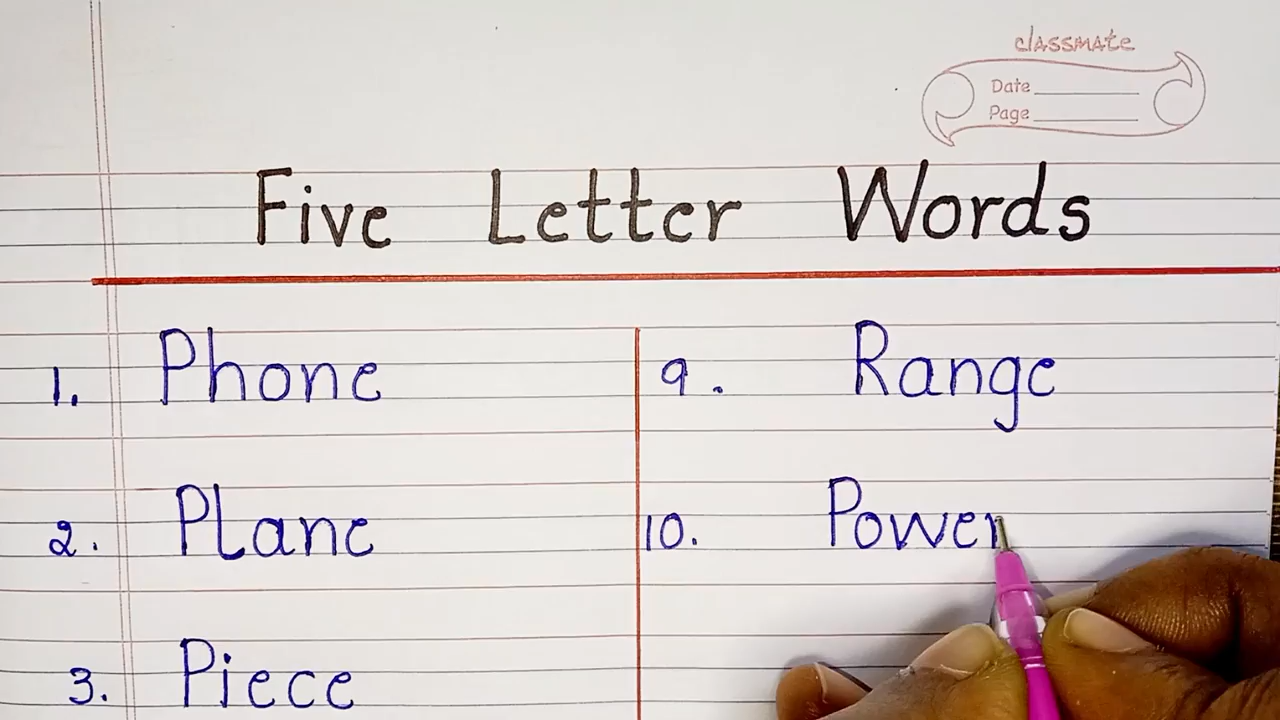 classmate
Date
Page
Five Letter Words
1. Phone
2. Plane
3. Piece
9. Range
10. Power